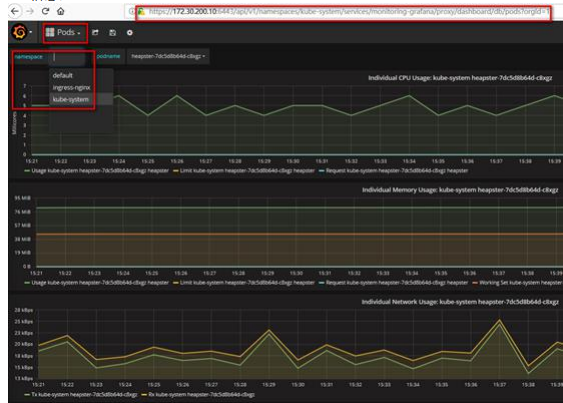 https://172.30.200.10:6443/api/v1/namespaces/kube-system/services/monitoring-grafana/proxy/dashboard/db/pods?orgId=1
Pods
namespace
podname heapster-7dc5d8b64d-c8xgz
default
ingress-nginx
kube-system
Individual CPU Usage: kube-system heapster-7dc5d8b64d-c8xgz
7
6
5
4
3
2
1
0
15:21 15:22 15:23 15:24 15:25 15:26 15:27 15:28 15:29 15:30 15:31 15:32 15:33 15:34 15:35 15:36 15:37 15:38 15:39
Usage kube-system heapster-7dc5d8b64d-c8xgz heapster Limit kube-system heapster-7dc5d8b64d-c8xgz heapster Request kube-system heapster-7dc5d8b64d-c8xgz heapster
Individual Memory Usage: kube-system heapster-7dc5d8b64d-c8xgz
95 MiB
76 MiB
57 MiB
38 MiB
19 MiB
0 B
15:21 15:22 15:23 15:24 15:25 15:26 15:27 15:28 15:29 15:30 15:31 15:32 15:33 15:34 15:35 15:36 15:37 15:38 15:39
Usage kube-system heapster-7dc5d8b64d-c8xgz heapster Limit kube-system heapster-7dc5d8b64d-c8xgz heapster Request kube-system heapster-7dc5d8b64d-c8xgz heapster Working Set kube-system heapster-7dc5d8b64d-c8xgz
Individual Network Usage: kube-system heapster-7dc5d8b64d-c8xgz
28 kBps
25 kBps
23 kBps
20 kBps
18 kBps
15 kBps
13 kBps
15:21 15:22 15:23 15:24 15:25 15:26 15:27 15:28 15:29 15:30 15:31 15:32 15:33 15:34 15:35 15:36 15:37 15:38 15:39
Tx kube-system heapster-7dc5d8b64d-c8xgz Rx kube-system heapster-7dc5d8b64d-c8xgz